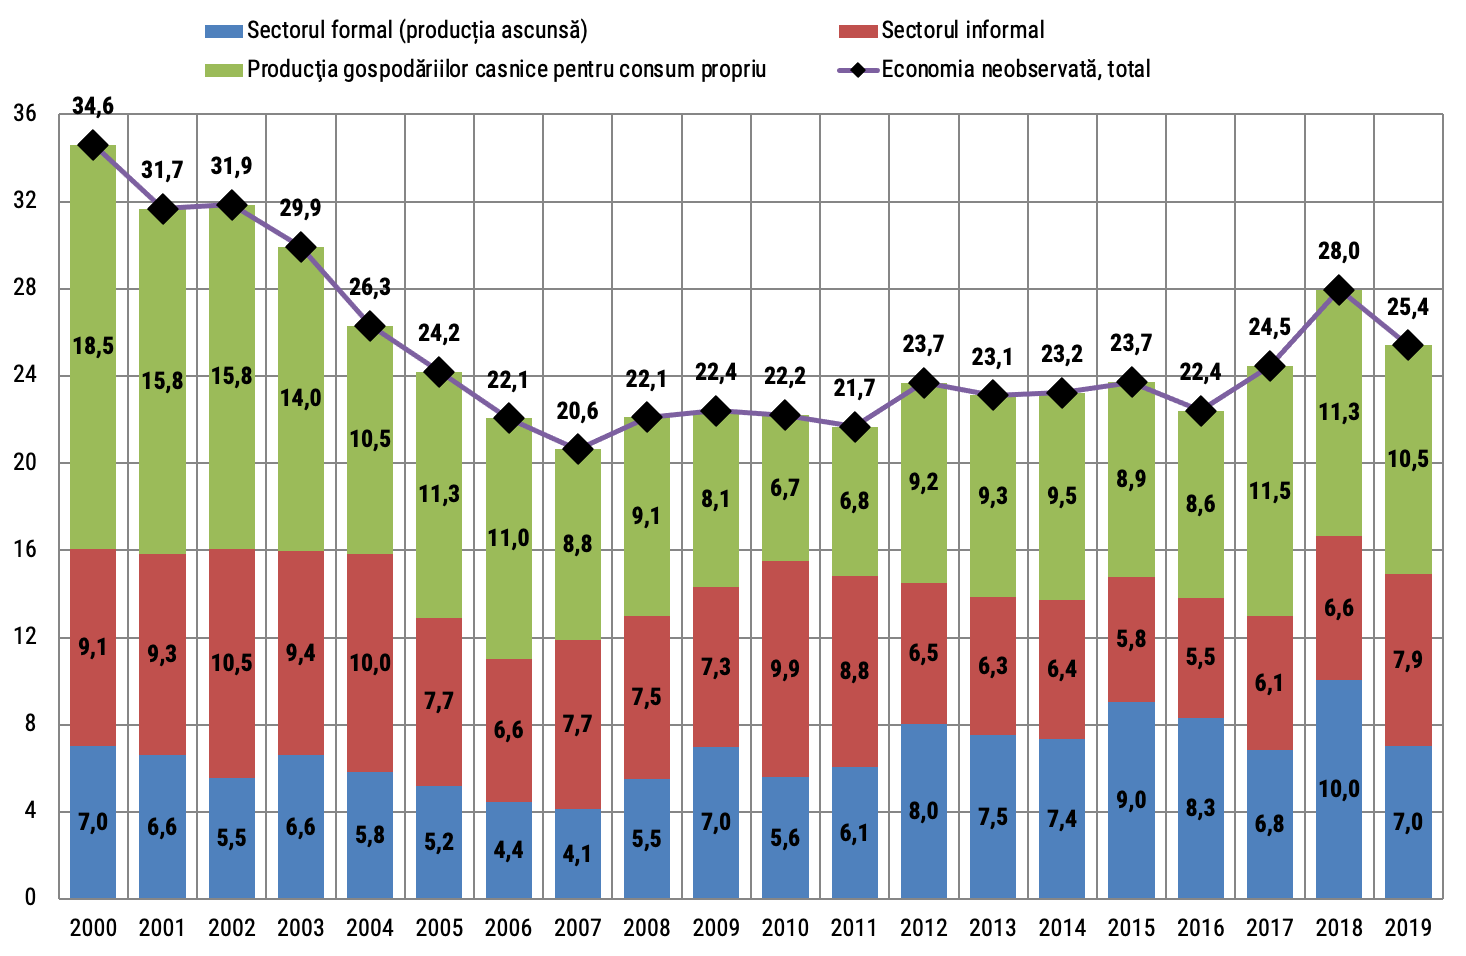 Sectorul formal (producția ascunsă) Sectorul informal
Producţia gospodăriilor casnice pentru consum propriu Economia neobservată, total
36
32
28
24
20
16
12
8
4
0
34,6 31,7 31,9 29,9 26,3 24,2 22,1 20,6 22,1 22,4 22,2 21,7 23,7 23,1 23,2 23,7 22,4 24,5 28,0 25,4
18,5 15,8 15,8 14,0 10,5 11,3 11,0 8,8 9,1 8,1 6,7 6,8 9,2 9,3 9,5 8,9 8,6 11,5 11,3 10,5
9,1 9,3 10,5 9,4 10,0 7,7 6,6 7,7 7,5 7,3 9,9 8,8 6,5 6,3 6,4 5,8 5,5 6,1 6,6 7,9
7,0 6,6 5,5 6,6 5,8 5,2 4,4 4,1 5,5 7,0 5,6 6,1 8,0 7,5 7,4 9,0 8,3 6,8 10,0 7,0
2000 2001 2002 2003 2004 2005 2006 2007 2008 2009 2010 2011 2012 2013 2014 2015 2016 2017 2018 2019